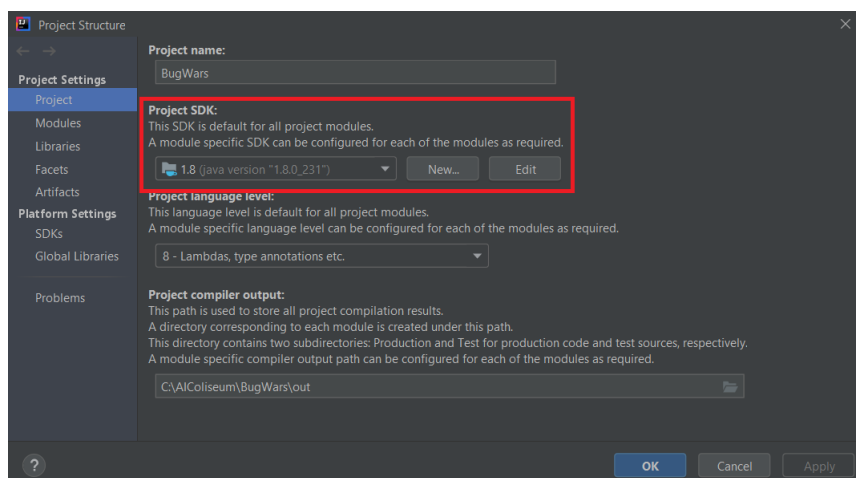 Project Structure
Project Settings
Project
Modules
Libraries
Facets
Artifacts
Platform Settings
SDKs
Global Libraries
Problems
Project name:
BugWars
Project SDK:
This SDK is default for all project modules.
A module specific SDK can be configured for each of the modules as required.
1.8 (java version "1.8.0_231") New... Edit
Project language level:
This language level is default for all project modules.
A module specific language level can be configured for each of the modules as required.
8 - Lambdas, type annotations etc.
Project compiler output:
This path is used to store all project compilation results.
A directory corresponding to each module is created under this path.
This directory contains two subdirectories: Production and Test for production code and test sources, respectively.
A module specific compiler output path can be configured for each of the modules as required.
C:\AIColiseum\BugWars\out
? OK Cancel Apply